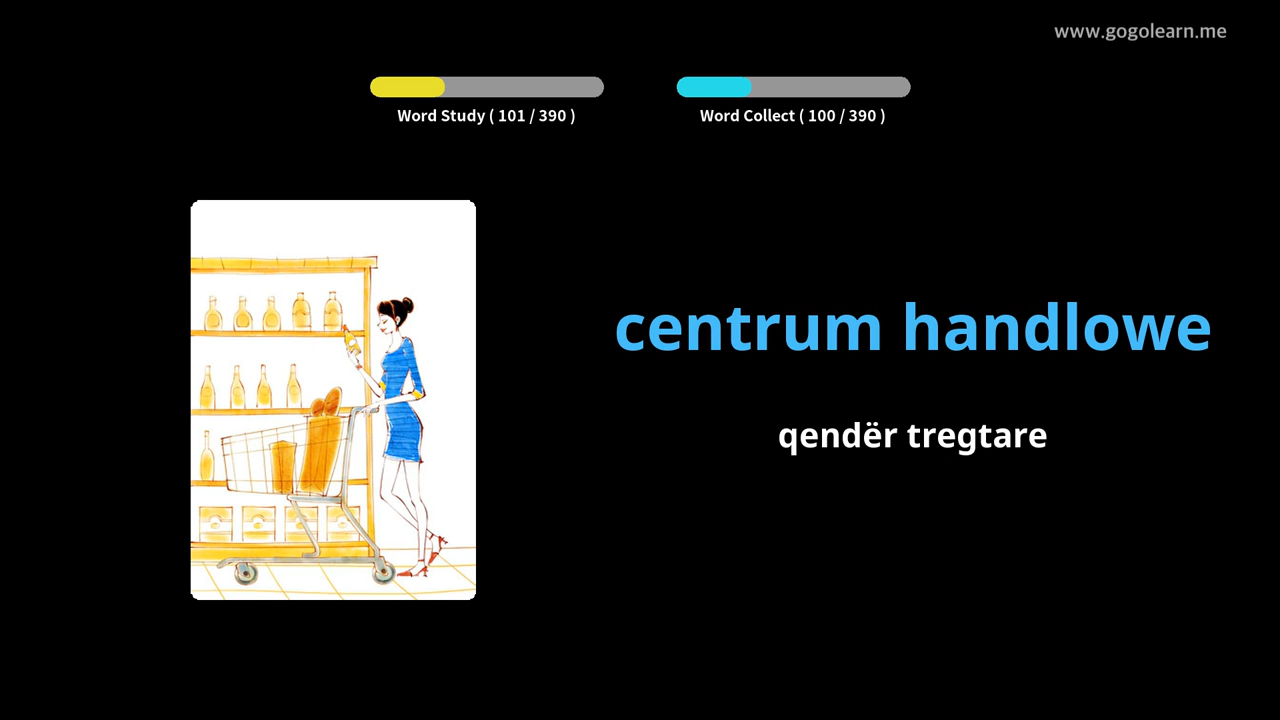 www.gogolearn.me
Word Study ( 101 / 390 )
Word Collect ( 100 / 390 )
centrum handlowe
qendër tregtare